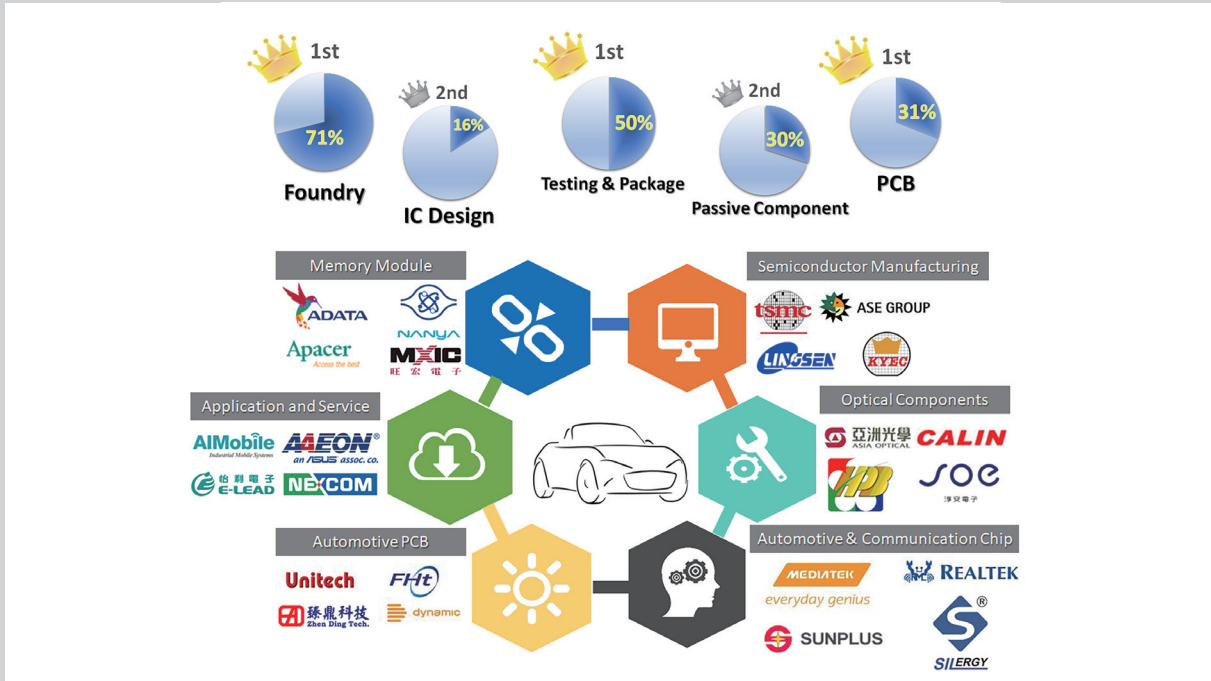 1st
71%
Foundry
2nd
16%
IC Design
1st
50%
Testing & Package
2nd
30%
Passive Component
1st
31%
PCB
Memory Module
ADATA
NANYA
Apacer
Access the best
MXIC
旺宏電子
Semiconductor Manufacturing
tsmc
ASE GROUP
LINGSEN
KYEC
Application and Service
AIMobile
Industrial Mobile Systems
AAEON®
an ASUS assoc. co.
怡利電子
E-LEAD
NEXCOM
Optical Components
亞洲光學
ASIA OPTICAL
CALIN
JPB
SOE
淳安電子
Automotive PCB
Unitech
FHt
臻鼎科技
Zhen Ding Tech.
dynamic
Automotive & Communication Chip
MEDIATEK
everyday genius
REALTEK
SUNPLUS
S®
SILERGY